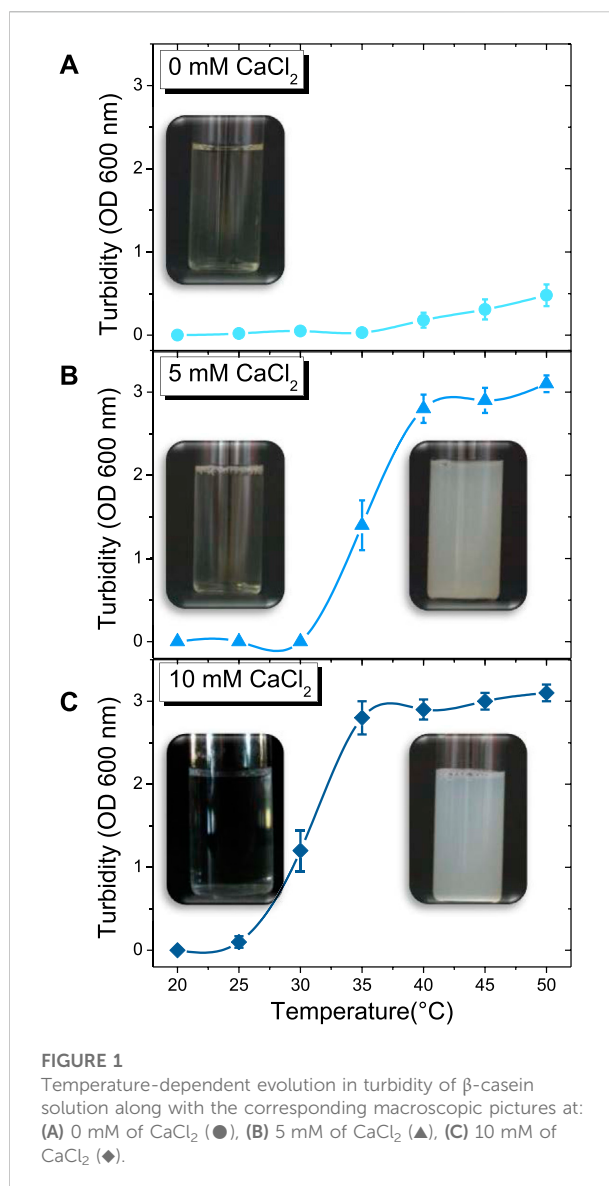 A
0 mM CaCl₂
Turbidity (OD 600 nm)
3
2
1
0
B
5 mM CaCl₂
Turbidity (OD 600 nm)
3
2
1
0
C
10 mM CaCl₂
Turbidity (OD 600 nm)
3
2
1
0
20 25 30 35 40 45 50
Temperature(°C)
FIGURE 1
Temperature-dependent evolution in turbidity of β-casein
solution along with the corresponding macroscopic pictures at:
(A) 0 mM of CaCl₂ (●), (B) 5 mM of CaCl₂ (▲), (C) 10 mM of
CaCl₂ (◆).